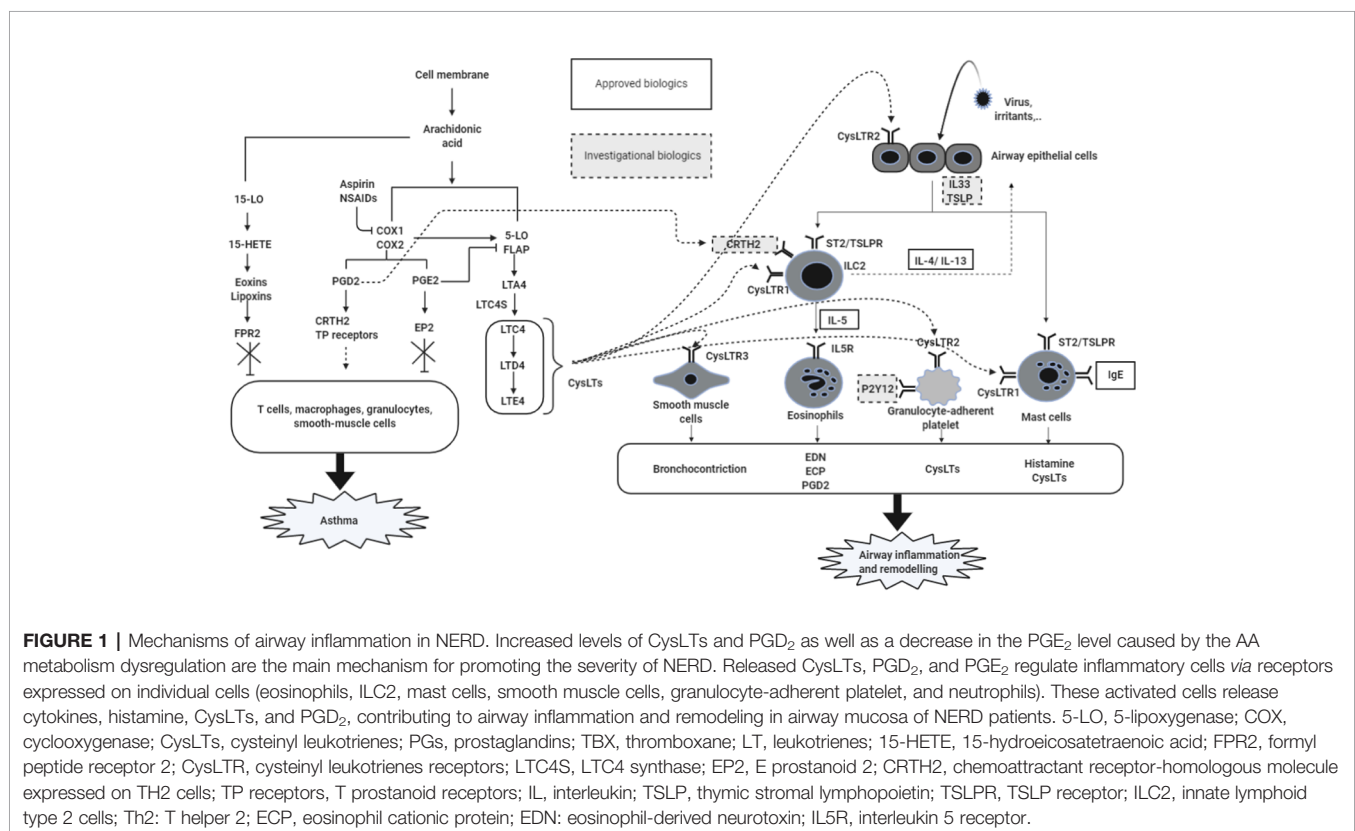 Cell membrane
Arachidonic
acid
15-LO
15-HETE
Eoxins
Lipoxins
FPR2
Aspirin
NSAIDs
COX1
COX2
PGD2
PGE2
CRTH2
TP receptors
EP2
5-LO
FLAP
LTA4
LTC4S
LTC4
LTD4
LTE4
CysLTs
T cells, macrophages, granulocytes,
smooth-muscle cells
Asthma
Approved biologics
Investigational biologics
Virus,
irritants,..
CysLTR2
Airway epithelial cells
IL33
TSLP
CRTH2
ST2/TSLPR
ILC2
CysLTR1
IL-4/ IL-13
IL-5
CysLTR3
Smooth muscle
cells
IL5R
Eosinophils
CysLTR2
P2Y12
Granulocyte-adherent
platelet
ST2/TSLPR
CysLTR1
IgE
Mast cells
Bronchocontriction
EDN
ECP
PGD2
CysLTs
Histamine
CysLTs
Airway inflammation
and remodelling
FIGURE 1 | Mechanisms of airway inflammation in NERD. Increased levels of CysLTs and PGD2 as well as a decrease in the PGE2 level caused by the AA
metabolism dysregulation are the main mechanism for promoting the severity of NERD. Released CysLTs, PGD2, and PGE2 regulate inflammatory cells via receptors
expressed on individual cells (eosinophils, ILC2, mast cells, smooth muscle cells, granulocyte-adherent platelet, and neutrophils). These activated cells release
cytokines, histamine, CysLTs, and PGD2, contributing to airway inflammation and remodeling in airway mucosa of NERD patients. 5-LO, 5-lipoxygenase; COX,
cyclooxygenase; CysLTs, cysteinyl leukotrienes; PGs, prostaglandins; TBX, thromboxane; LT, leukotrienes; 15-HETE, 15-hydroeicosatetraenoic acid; FPR2, formyl
peptide receptor 2; CysLTR, cysteinyl leukotrienes receptors; LTC4S, LTC4 synthase; EP2, E prostanoid 2; CRTH2, chemoattractant receptor-homologous molecule
expressed on TH2 cells; TP receptors, T prostanoid receptors; IL, interleukin; TSLP, thymic stromal lymphopoietin; TSLPR, TSLP receptor; ILC2, innate lymphoid
type 2 cells; Th2: T helper 2; ECP, eosinophil cationic protein; EDN: eosinophil-derived neurotoxin; IL5R, interleukin 5 receptor.